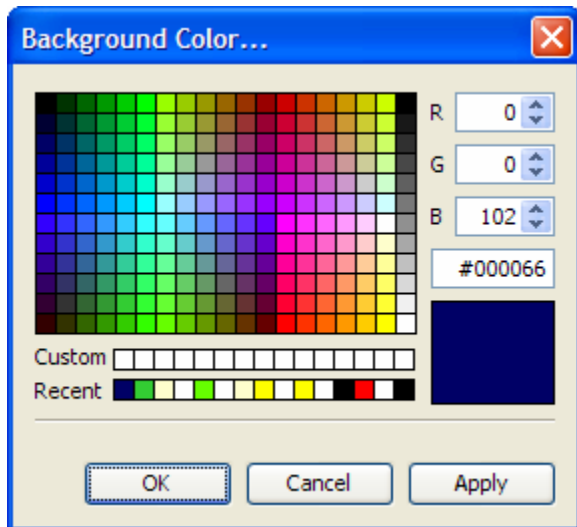 Background Color...
R 0
G 0
B 102
#000066
Custom
Recent
OK Cancel Apply